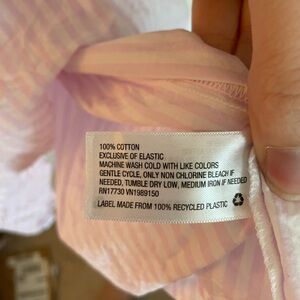 100% COTTON
EXCLUSIVE OF ELASTIC
MACHINE WASH COLD WITH LIKE COLORS
GENTLE CYCLE, ONLY NON CHLORINE BLEACH IF
NEEDED, TUMBLE DRY LOW, MEDIUM IRON IF NEEDED
RN17730 VN1989150
LABEL MADE FROM 100% RECYCLED PLASTIC